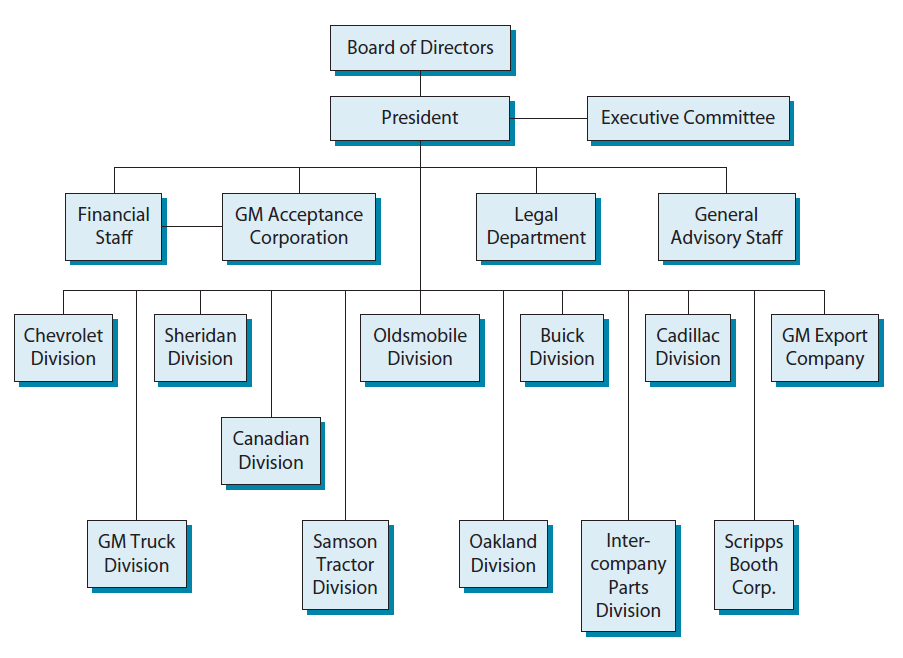 Board of Directors
President
Executive Committee
Financial
Staff
GM Acceptance
Corporation
Legal
Department
General
Advisory Staff
Chevrolet
Division
Sheridan
Division
Oldsmobile
Division
Buick
Division
Cadillac
Division
GM Export
Company
Canadian
Division
GM Truck
Division
Samson
Tractor
Division
Oakland
Division
Inter-
company
Parts
Division
Scripps
Booth
Corp.